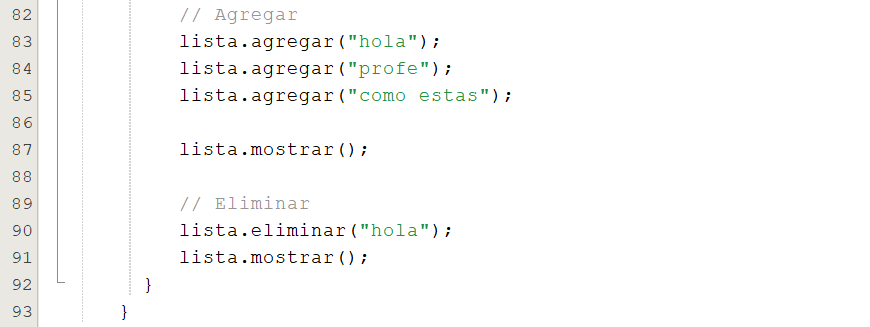 82 // Agregar
83 lista.agregar("hola");
84 lista.agregar("profe");
85 lista.agregar("como estas");
86
87 lista.mostrar();
88
89 // Eliminar
90 lista.eliminar("hola");
91 lista.mostrar();
92 }
93 }